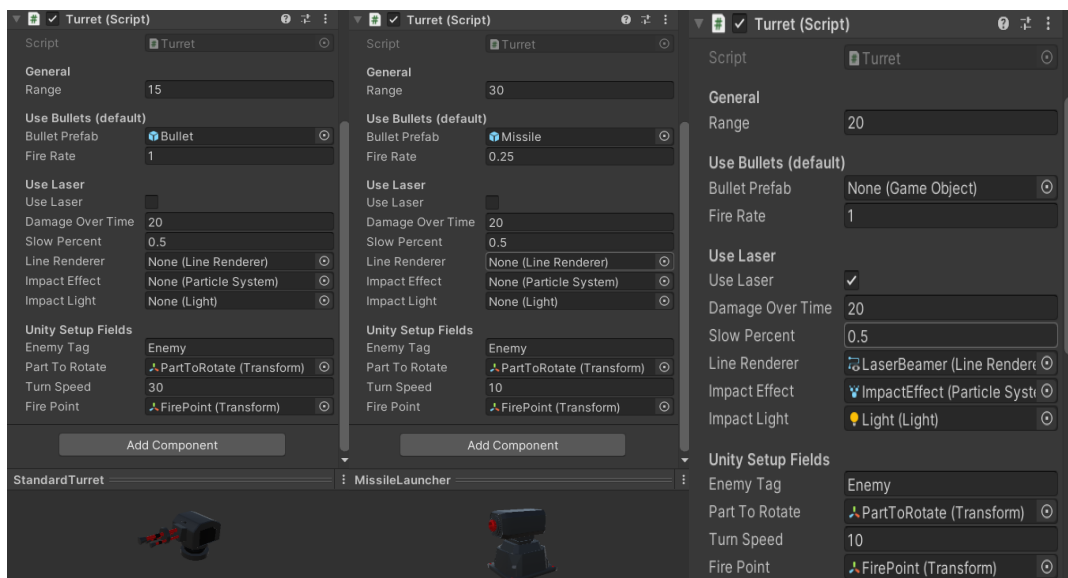 Turret (Script)
Script Turret
General
Range 15
Use Bullets (default)
Bullet Prefab Bullet
Fire Rate 1
Use Laser
Use Laser
Damage Over Time 20
Slow Percent 0.5
Line Renderer None (Line Renderer)
Impact Effect None (Particle System)
Impact Light None (Light)
Unity Setup Fields
Enemy Tag Enemy
Part To Rotate PartToRotate (Transform)
Turn Speed 30
Fire Point FirePoint (Transform)
Add Component
StandardTurret
Turret (Script)
Script Turret
General
Range 30
Use Bullets (default)
Bullet Prefab Missile
Fire Rate 0.25
Use Laser
Use Laser
Damage Over Time 20
Slow Percent 0.5
Line Renderer None (Line Renderer)
Impact Effect None (Particle System)
Impact Light None (Light)
Unity Setup Fields
Enemy Tag Enemy
Part To Rotate PartToRotate (Transform)
Turn Speed 10
Fire Point FirePoint (Transform)
Add Component
MissileLauncher
Turret (Script)
Script Turret
General
Range 20
Use Bullets (default)
Bullet Prefab None (Game Object)
Fire Rate 1
Use Laser
Use Laser
Damage Over Time 20
Slow Percent 0.5
Line Renderer LaserBeamer (Line Rendere
Impact Effect ImpactEffect (Particle Syst
Impact Light Light (Light)
Unity Setup Fields
Enemy Tag Enemy
Part To Rotate PartToRotate (Transform)
Turn Speed 10
Fire Point FirePoint (Transform)